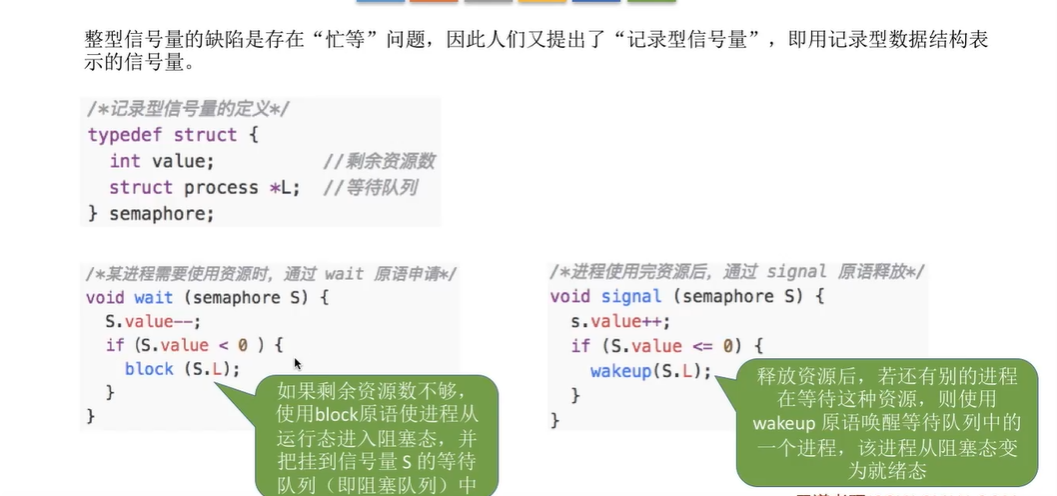 整型信号量的缺陷是存在“忙等”问题，因此人们又提出了“记录型信号量”，即用记录型数据结构表
示的信号量。
/*记录型信号量的定义*/
typedef struct {
int value; //剩余资源数
struct process *L; //等待队列
} semaphore;
/*某进程需要使用资源时，通过 wait 原语申请*/
void wait (semaphore S) {
S.value--;
if (S.value < 0 ) {
block (S.L);
}
}
如果剩余资源数不够，
使用block原语使进程从
运行态进入阻塞态，并
把挂到信号量 S 的等待
队列（即阻塞队列）中
/*进程使用完资源后，通过 signal 原语释放*/
void signal (semaphore S) {
s.value++;
if (S.value <= 0) {
wakeup(S.L);
}
}
释放资源后，若还有别的进程
在等待这种资源，则使用
wakeup 原语唤醒等待队列中的
一个进程，该进程从阻塞态变
为就绪态